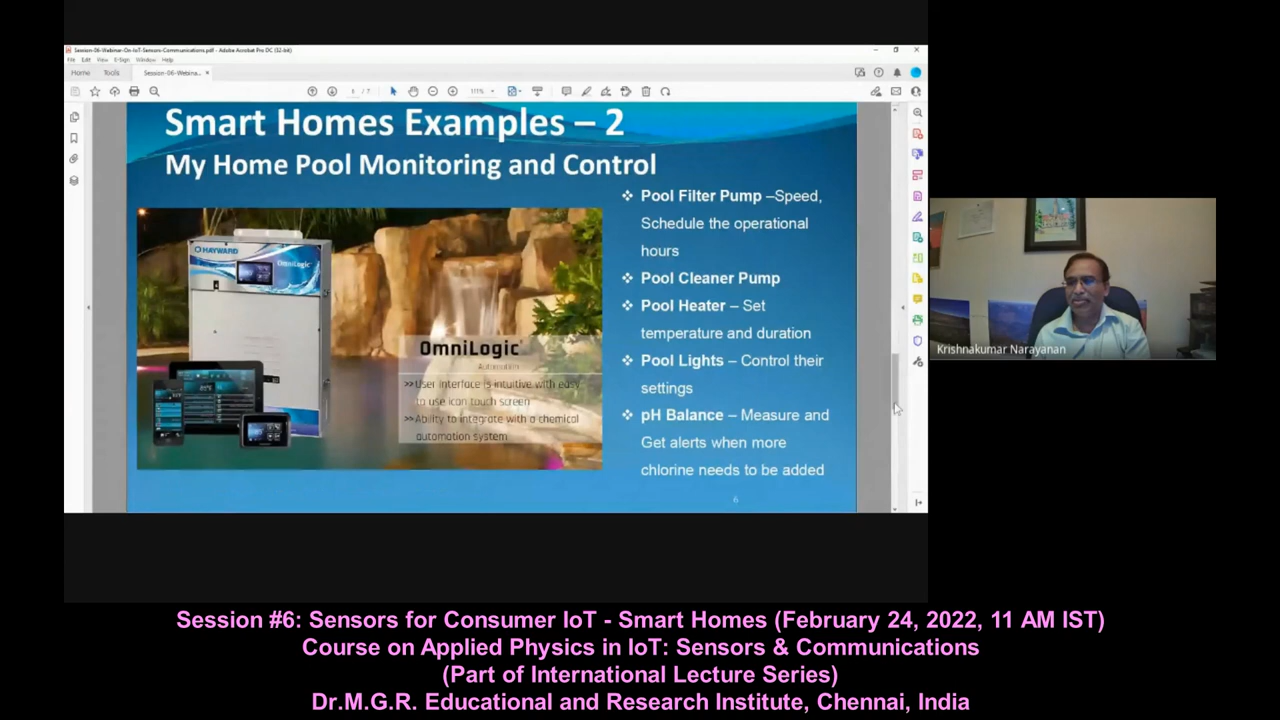 Session-06-Webinar-On-IoT-Sensors-Communications.pdf - Adobe Acrobat Pro DC (32-bit)
File Edit View E-Sign Window Help
Home Tools Session-06-Webina... ×
/ 7 111%
Smart Homes Examples – 2
My Home Pool Monitoring and Control
❖ Pool Filter Pump –Speed,
Schedule the operational
hours
❖ Pool Cleaner Pump
❖ Pool Heater – Set
temperature and duration
❖ Pool Lights – Control their
settings
❖ pH Balance – Measure and
Get alerts when more
chlorine needs to be added
HAYWARD
OmniLogic
OmniLogic
Automation
>>User interface is intuitive with easy
to use icon touch screen
>>Ability to integrate with a chemical
automation system
6
Krishnakumar Narayanan
Session #6: Sensors for Consumer IoT - Smart Homes (February 24, 2022, 11 AM IST)
Course on Applied Physics in IoT: Sensors & Communications
(Part of International Lecture Series)
Dr.M.G.R. Educational and Research Institute, Chennai, India